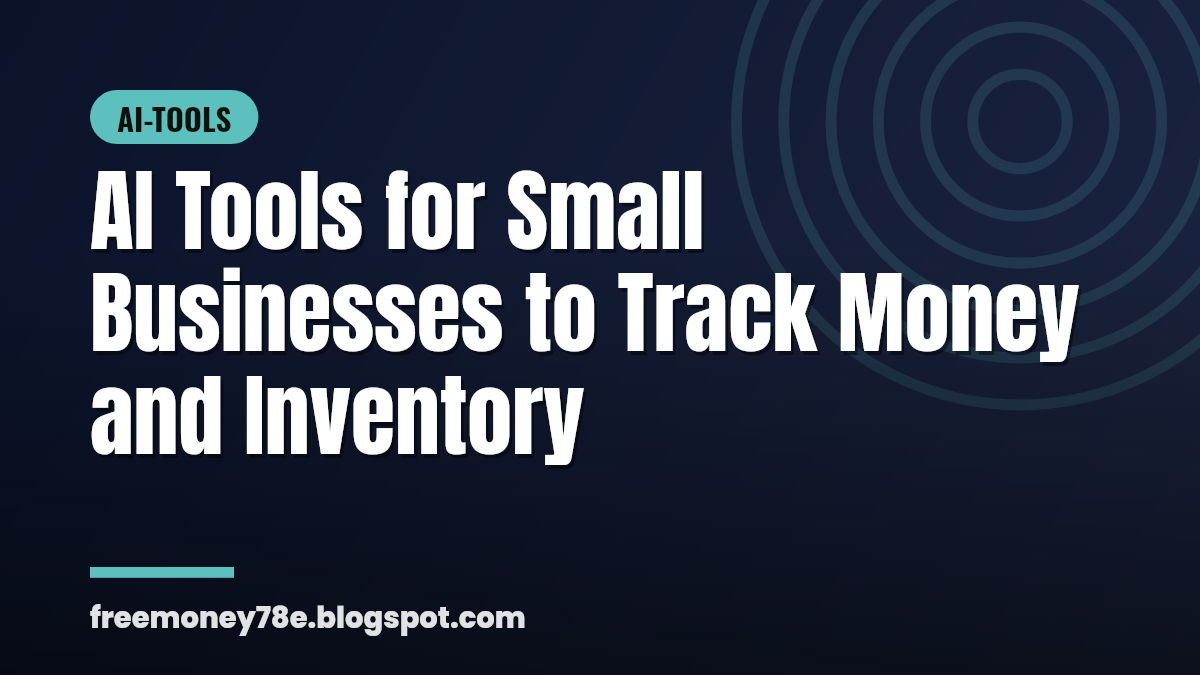 AI-TOOLS
AI Tools for Small
Businesses to Track Money
and Inventory
freemoney78e.blogspot.com